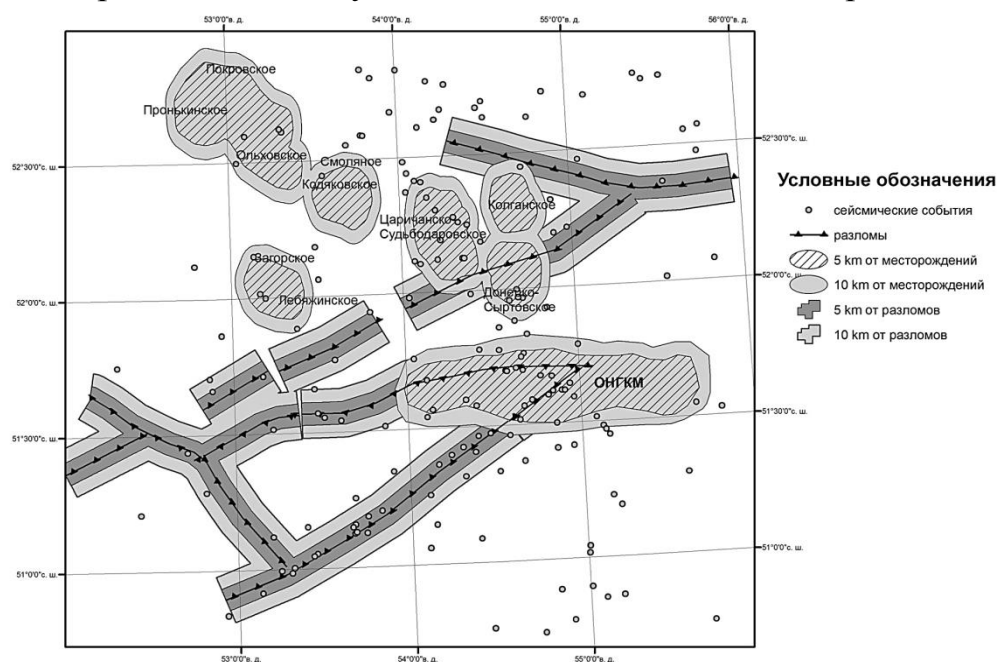 53°0'0"в. д.
54°0'0"в. д.
55°0'0"в. д.
56°0'0"в. д.
Покровское
Пронькинское
52°30'0"с. ш.
Ольховское
Смоляное
52°30'0"с. ш.
Кодяковское
Условные обозначения
сейсмические события
Колганское
Царичанско-
Судьбодаровское
разломы
Загорское
5 km от месторождений
52°0'0"с. ш.
10 km от месторождений
Донецко-
52°0'0"с. ш.
Лебяжинское
Сыртовское
5 km от разломов
10 km от разломов
ОНГКМ
51°30'0"с. ш.
51°30'0"с. ш.
51°0'0"с. ш.
51°0'0"с. ш.
53°0'0"в. д.
54°0'0"в. д.
55°0'0"в. д.